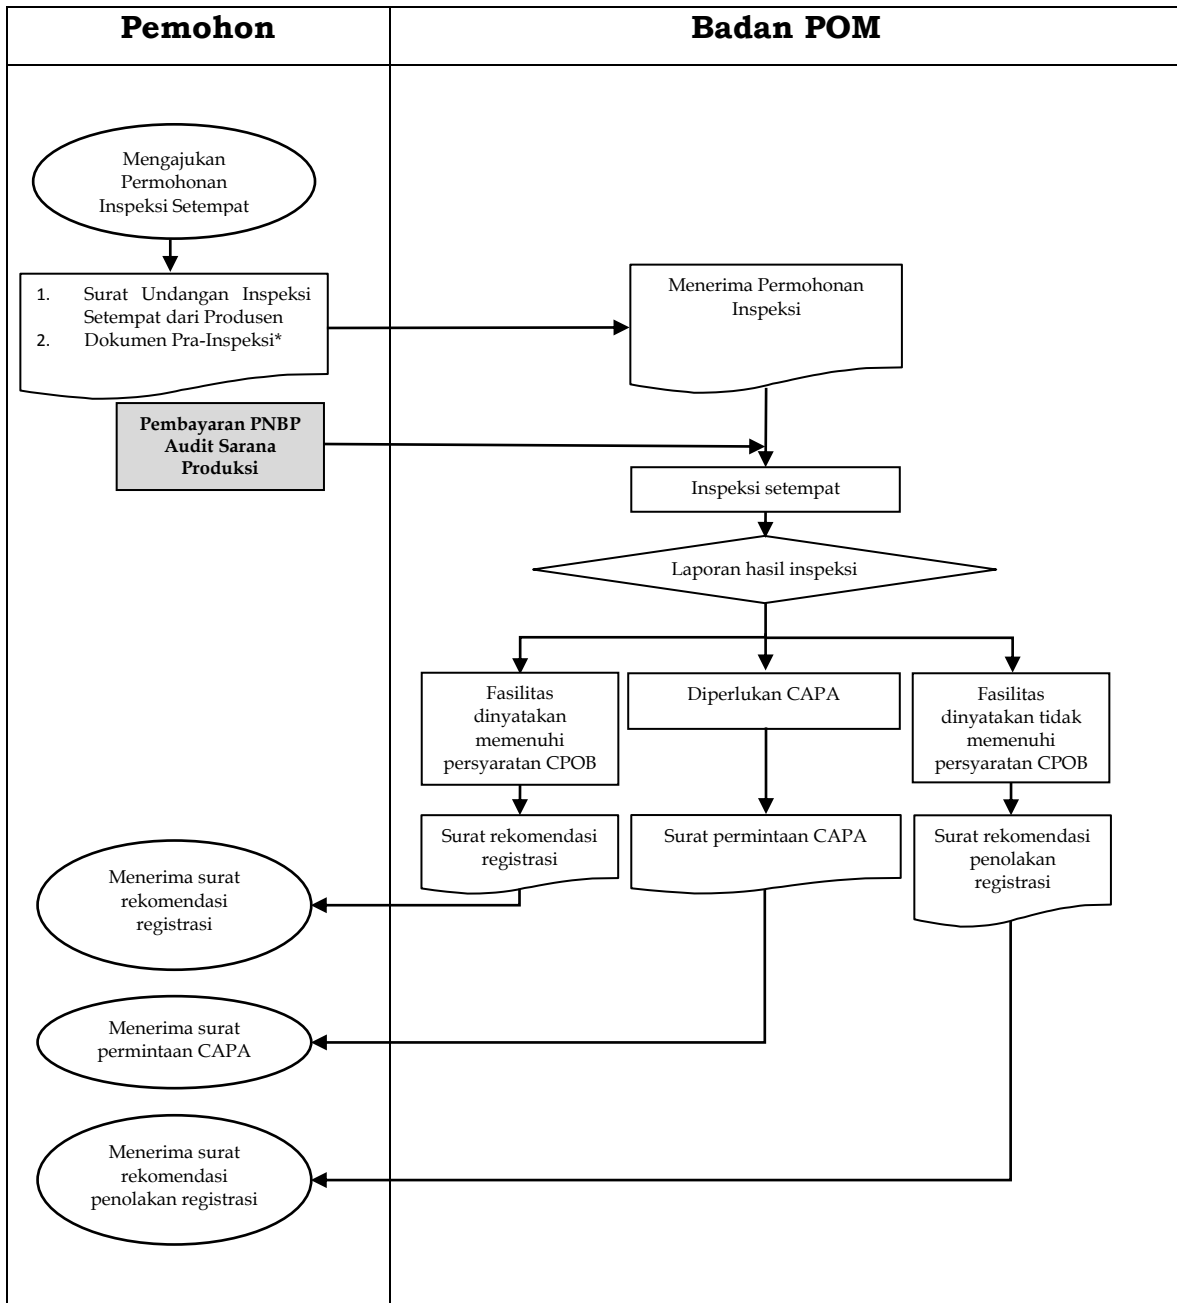 Pemohon
Badan POM
Mengajukan
Permohonan
Inspeksi Setempat
1. Surat Undangan Inspeksi
Setempat dari Produsen
2. Dokumen Pra-Inspeksi*
Menerima Permohonan
Inspeksi
Pembayaran PNBP
Audit Sarana
Produksi
Inspeksi setempat
Laporan hasil inspeksi
Fasilitas
dinyatakan
memenuhi
persyaratan CPOB
Diperlukan CAPA
Fasilitas
dinyatakan tidak
memenuhi
persyaratan CPOB
Surat rekomendasi
registrasi
Surat permintaan CAPA
Surat rekomendasi
penolakan
registrasi
Menerima surat
rekomendasi
registrasi
Menerima surat
permintaan CAPA
Menerima surat
rekomendasi
penolakan registrasi